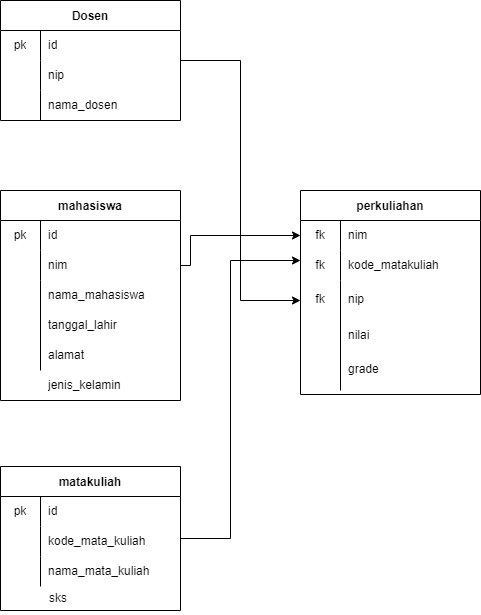 Dosen
pk id
nip
nama_dosen
mahasiswa
pk id
nim
nama_mahasiswa
tanggal_lahir
alamat
jenis_kelamin
perkuliahan
fk nim
fk kode_matakuliah
fk nip
nilai
grade
matakuliah
pk id
kode_mata_kuliah
nama_mata_kuliah
sks